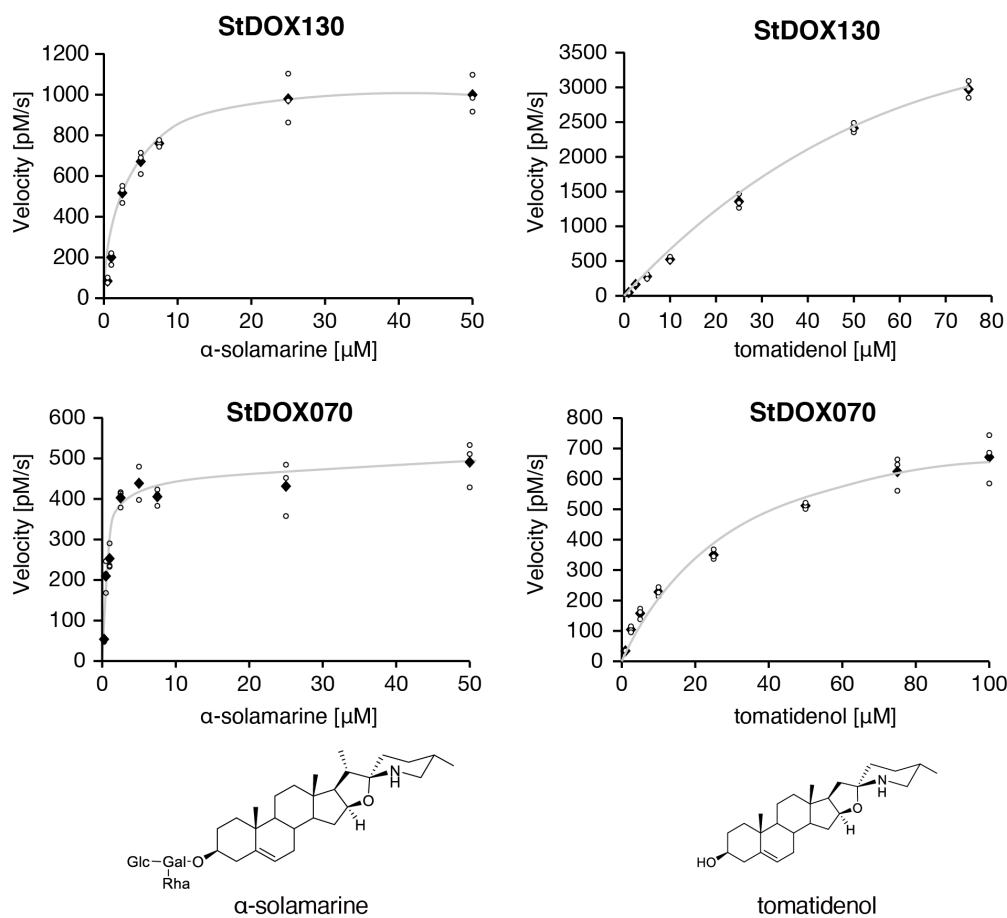 StDOX130
Velocity [pM/s]
1200
1000
800
600
400
200
0
0 10 20 30 40 50
α-solamarine [µM]
StDOX130
Velocity [pM/s]
3500
3000
2500
2000
1500
1000
500
0
0 10 20 30 40 50 60 70 80
tomatidenol [µM]
StDOX070
Velocity [pM/s]
600
500
400
300
200
100
0
0 10 20 30 40 50
α-solamarine [µM]
StDOX070
Velocity [pM/s]
800
700
600
500
400
300
200
100
0
0 20 40 60 80 100
tomatidenol [µM]
N
H
O
H
Glc-Gal-O
Rha
α-solamarine
N
H
O
H
HO
tomatidenol